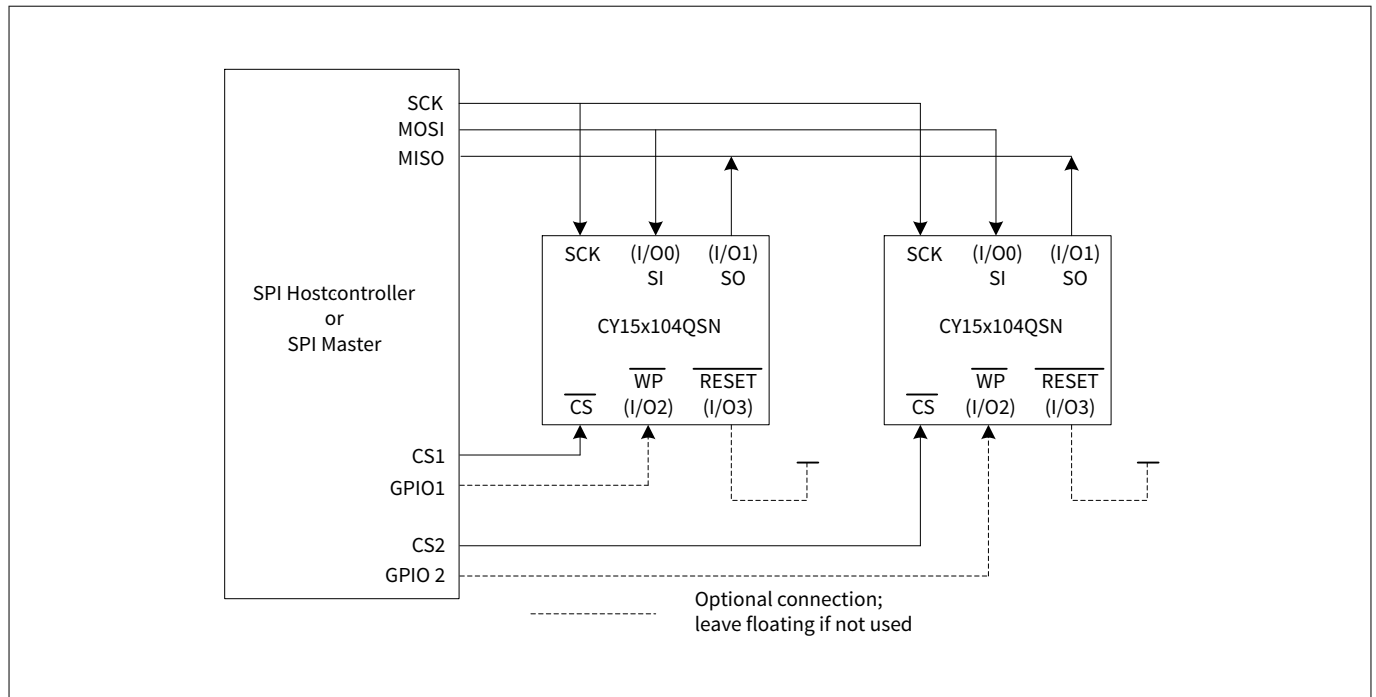 SCK
MOSI
MISO
SPI Hostcontroller
or
SPI Master
CS1
GPIO1
CS2
GPIO 2
SCK
(I/O0)
SI
(I/O1)
SO
CY15x104QSN
CS
WP
(I/O2)
RESET
(I/O3)
SCK
(I/O0)
SI
(I/O1)
SO
CY15x104QSN
CS
WP
(I/O2)
RESET
(I/O3)
Optional connection;
leave floating if not used